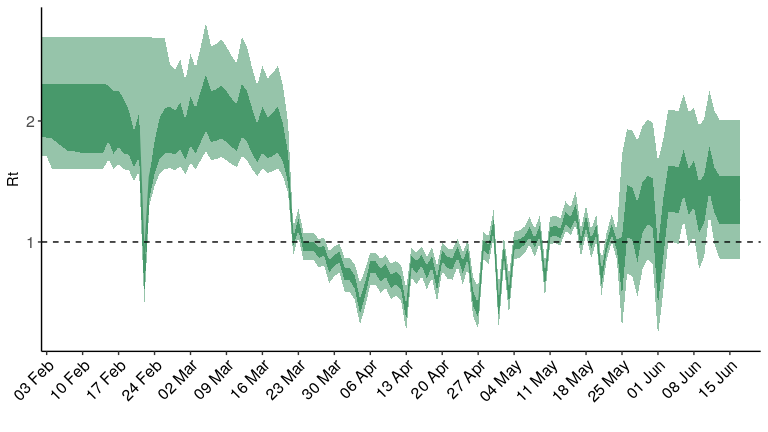 Rt
2
1
03 Feb
10 Feb
17 Feb
24 Feb
02 Mar
09 Mar
16 Mar
23 Mar
30 Mar
06 Apr
13 Apr
20 Apr
27 Apr
04 May
11 May
18 May
25 May
01 Jun
08 Jun
15 Jun